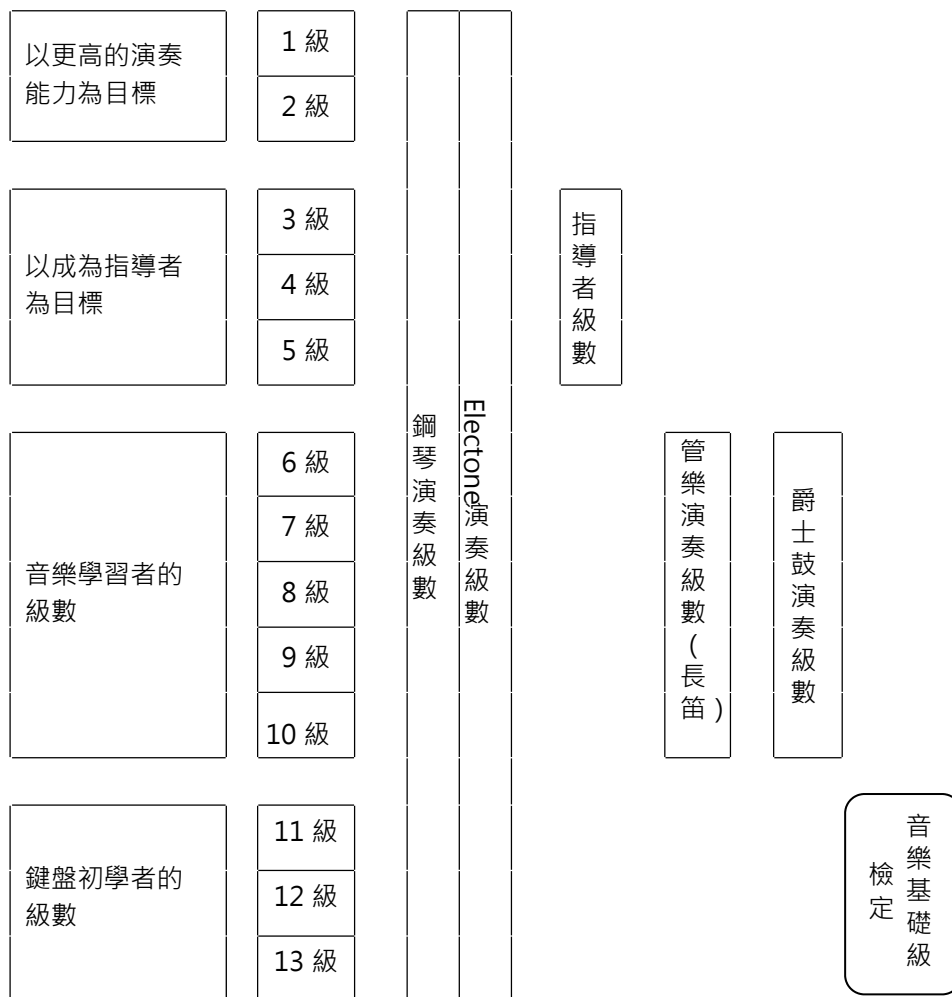 以更高的演奏
能力為目標
1 級
2 級
以成為指導者
為目標
3 級
4 級
5 級
音樂學習者的
級數
6 級
7 級
8 級
9 級
10 級
鍵盤初學者的
級數
11 級
12 級
13 級
鋼琴演奏級數
Electone演奏級數
指導者級數
管樂演奏級數(長笛)
爵士鼓演奏級數
音樂基礎級
檢定